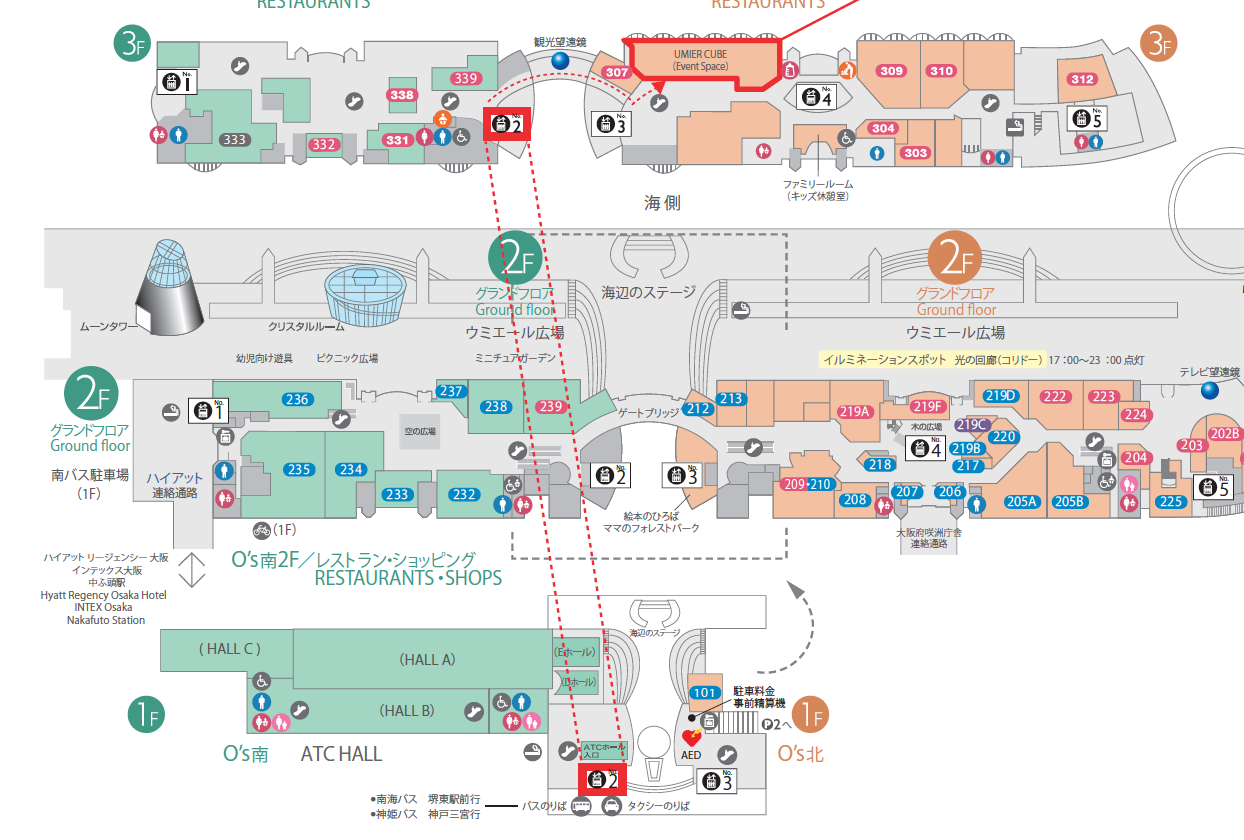 RESTAURANTS
RESTAURANTS
3F
3F
観光望遠鏡
UMIER CUBE
(Event Space)
No.1
339
338
333
332
331
No.2
No.3
307
No.4
309
310
312
No.5
304
303
ファミリールーム
(キッズ休憩室)
海側
2F
グランドフロア
Ground floor
ウミエール広場
海辺のステージ
2F
グランドフロア
Ground floor
ウミエール広場
ムーンタワー
クリスタルルーム
幼児向け遊具
ピクニック広場
ミニチュアガーデン
イルミネーションスポット 光の回廊(コリドー)
17:00〜23:00 点灯
テレビ望遠鏡
2F
グランドフロア
Ground floor
南バス駐車場
(1F)
ハイアット
連絡通路
No.1
236
237
238
239
空の広場
235
234
233
232
(1F)
ゲートブリッジ
212
213
No.2
No.3
絵本のひろば
ママのフォレストパーク
219A
219F
木の広場
219C
219D
220
219B
217
218
No.4
222
223
224
209・210
208
207
206
205A
205B
204
203
202B
225
No.5
大阪府咲洲庁舎
連絡通路
ハイアット リージェンシー 大阪
インテックス大阪
中ふ頭駅
Hyatt Regency Osaka Hotel
INTEX Osaka
Nakafuto Station
O's南2F/レストラン・ショッピング
RESTAURANTS・SHOPS
海辺のステージ
(HALL C)
(HALL A)
(HALL B)
(Eホール)
(Dホール)
101
駐車料金
事前精算機
P2へ
1F
O's南
ATC HALL
ATCホール
入口
AED
1F
O's北
No.2
No.3
●南海バス 堺東駅前行
●神姫バス 神戸三宮行
バスのりば
タクシーのりば